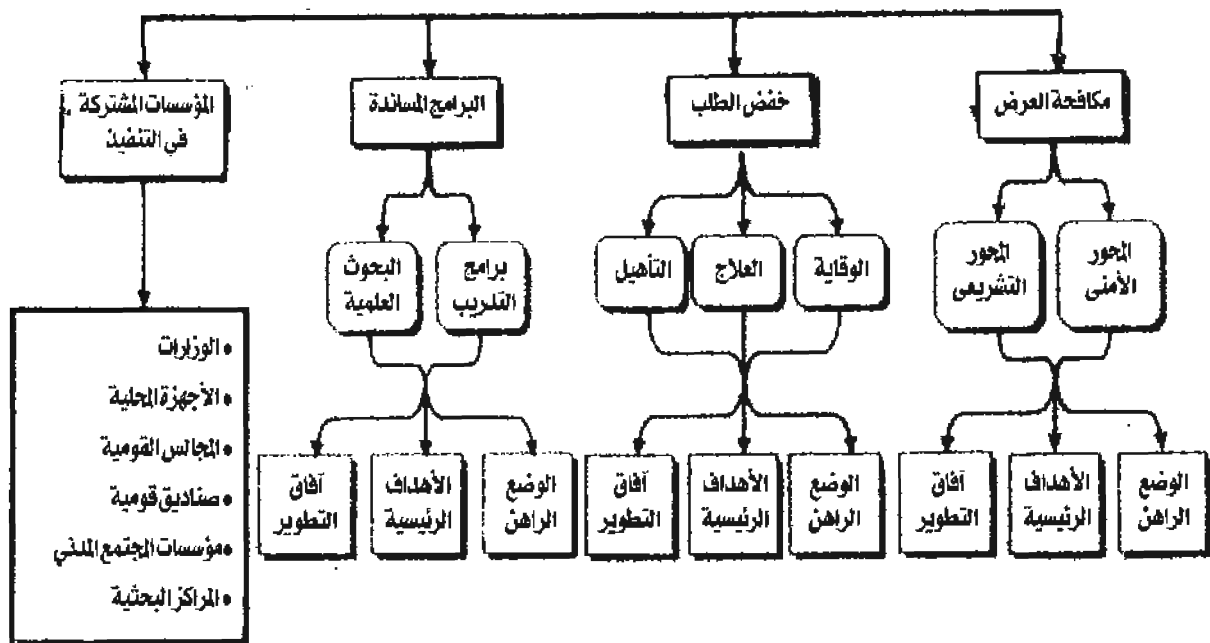 مكافحة العرض
خفض الطلب
البرامج المساندة
المؤسسات المشتركة
في التنفيذ
المحور
الأمنى
المحور
التشريعى
الوقاية
العلاج
التأهيل
برامج
التدريب
البحوث
العلمية
الوضع
الراهن
الأهداف
الرئيسية
آفاق
التطوير
الوضع
الراهن
الأهداف
الرئيسية
آفاق
التطوير
الوضع
الراهن
الأهداف
الرئيسية
آفاق
التطوير
• الوزارات
• الأجهزة المحلية
• المجالس القومية
• صناديق قومية
• مؤسسات المجتمع المدني
• المراكز البحثية